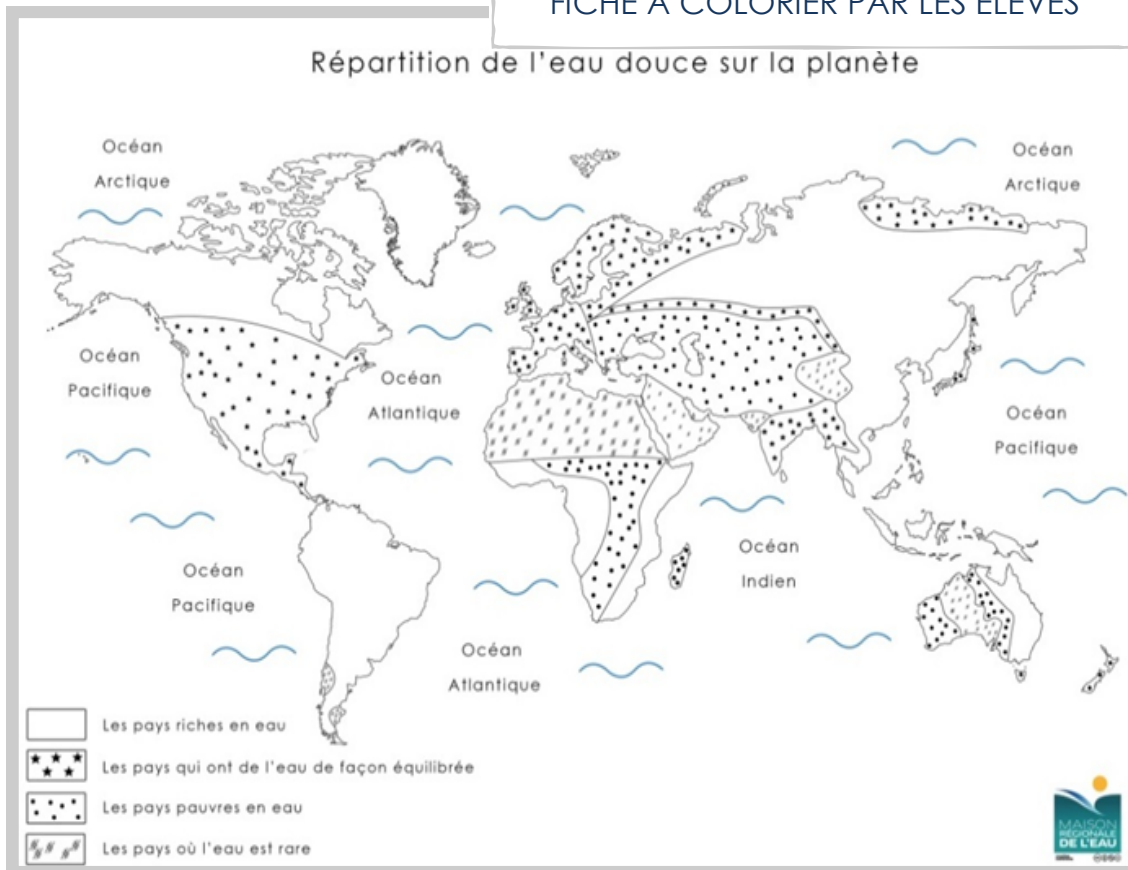 FICHE À COLORIER PAR LES ÉLÈVES
Répartition de l'eau douce sur la planète
Océan
Arctique
Océan
Arctique
Océan
Pacifique
Océan
Atlantique
Océan
Pacifique
Océan
Pacifique
Océan
Indien
Océan
Atlantique
Les pays riches en eau
Les pays qui ont de l'eau de façon équilibrée
Les pays pauvres en eau
Les pays où l'eau est rare
MAISON
RÉGIONALE
DE L'EAU